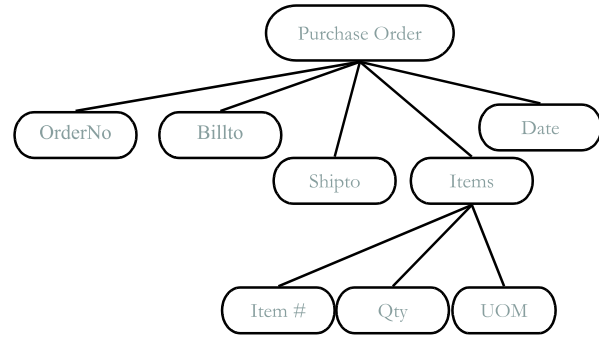 Purchase Order
OrderNo
Billto
Date
Shipto
Items
Item #
Qty
UOM